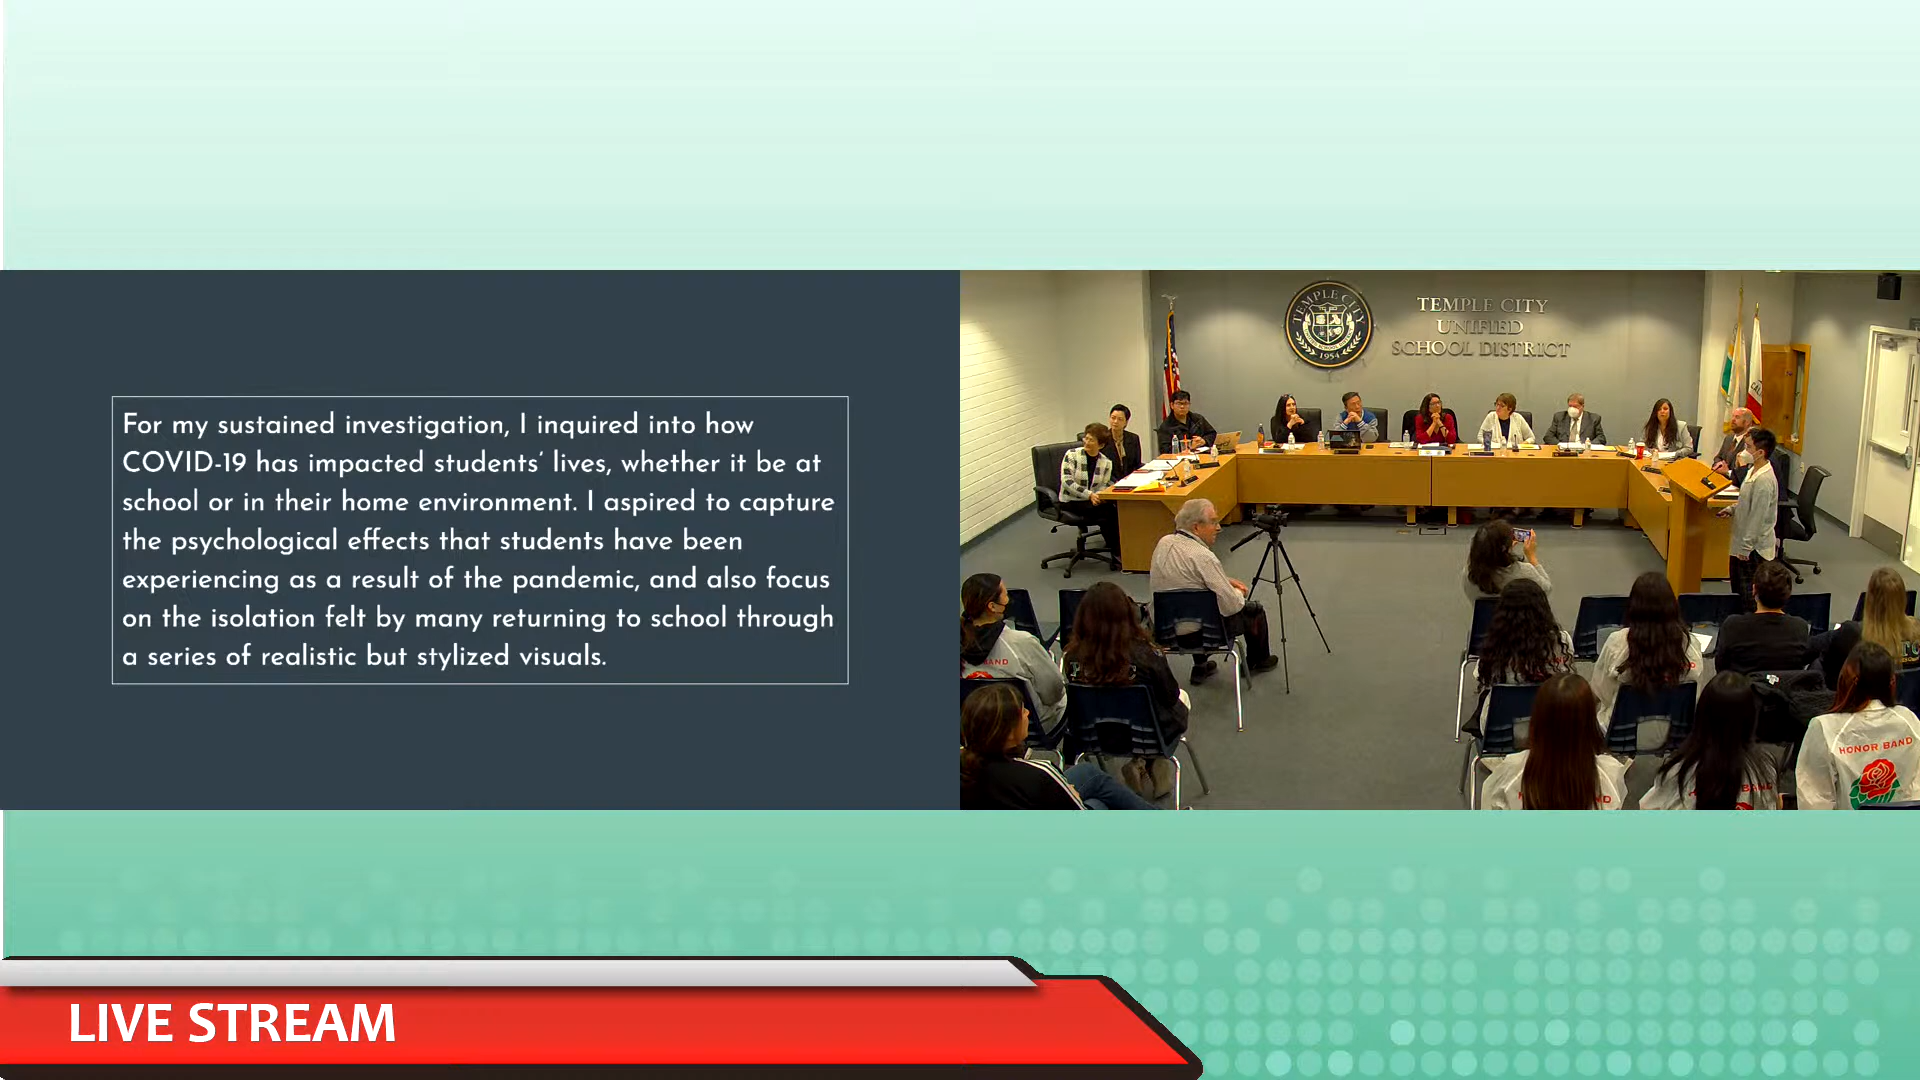 For my sustained investigation, I inquired into how
COVID-19 has impacted students' lives, whether it be at
school or in their home environment. I aspired to capture
the psychological effects that students have been
experiencing as a result of the pandemic, and also focus
on the isolation felt by many returning to school through
a series of realistic but stylized visuals.
TEMPLE CITY
1954
TEMPLE CITY
UNIFIED
SCHOOL DISTRICT
HONOR BAND
LIVE STREAM